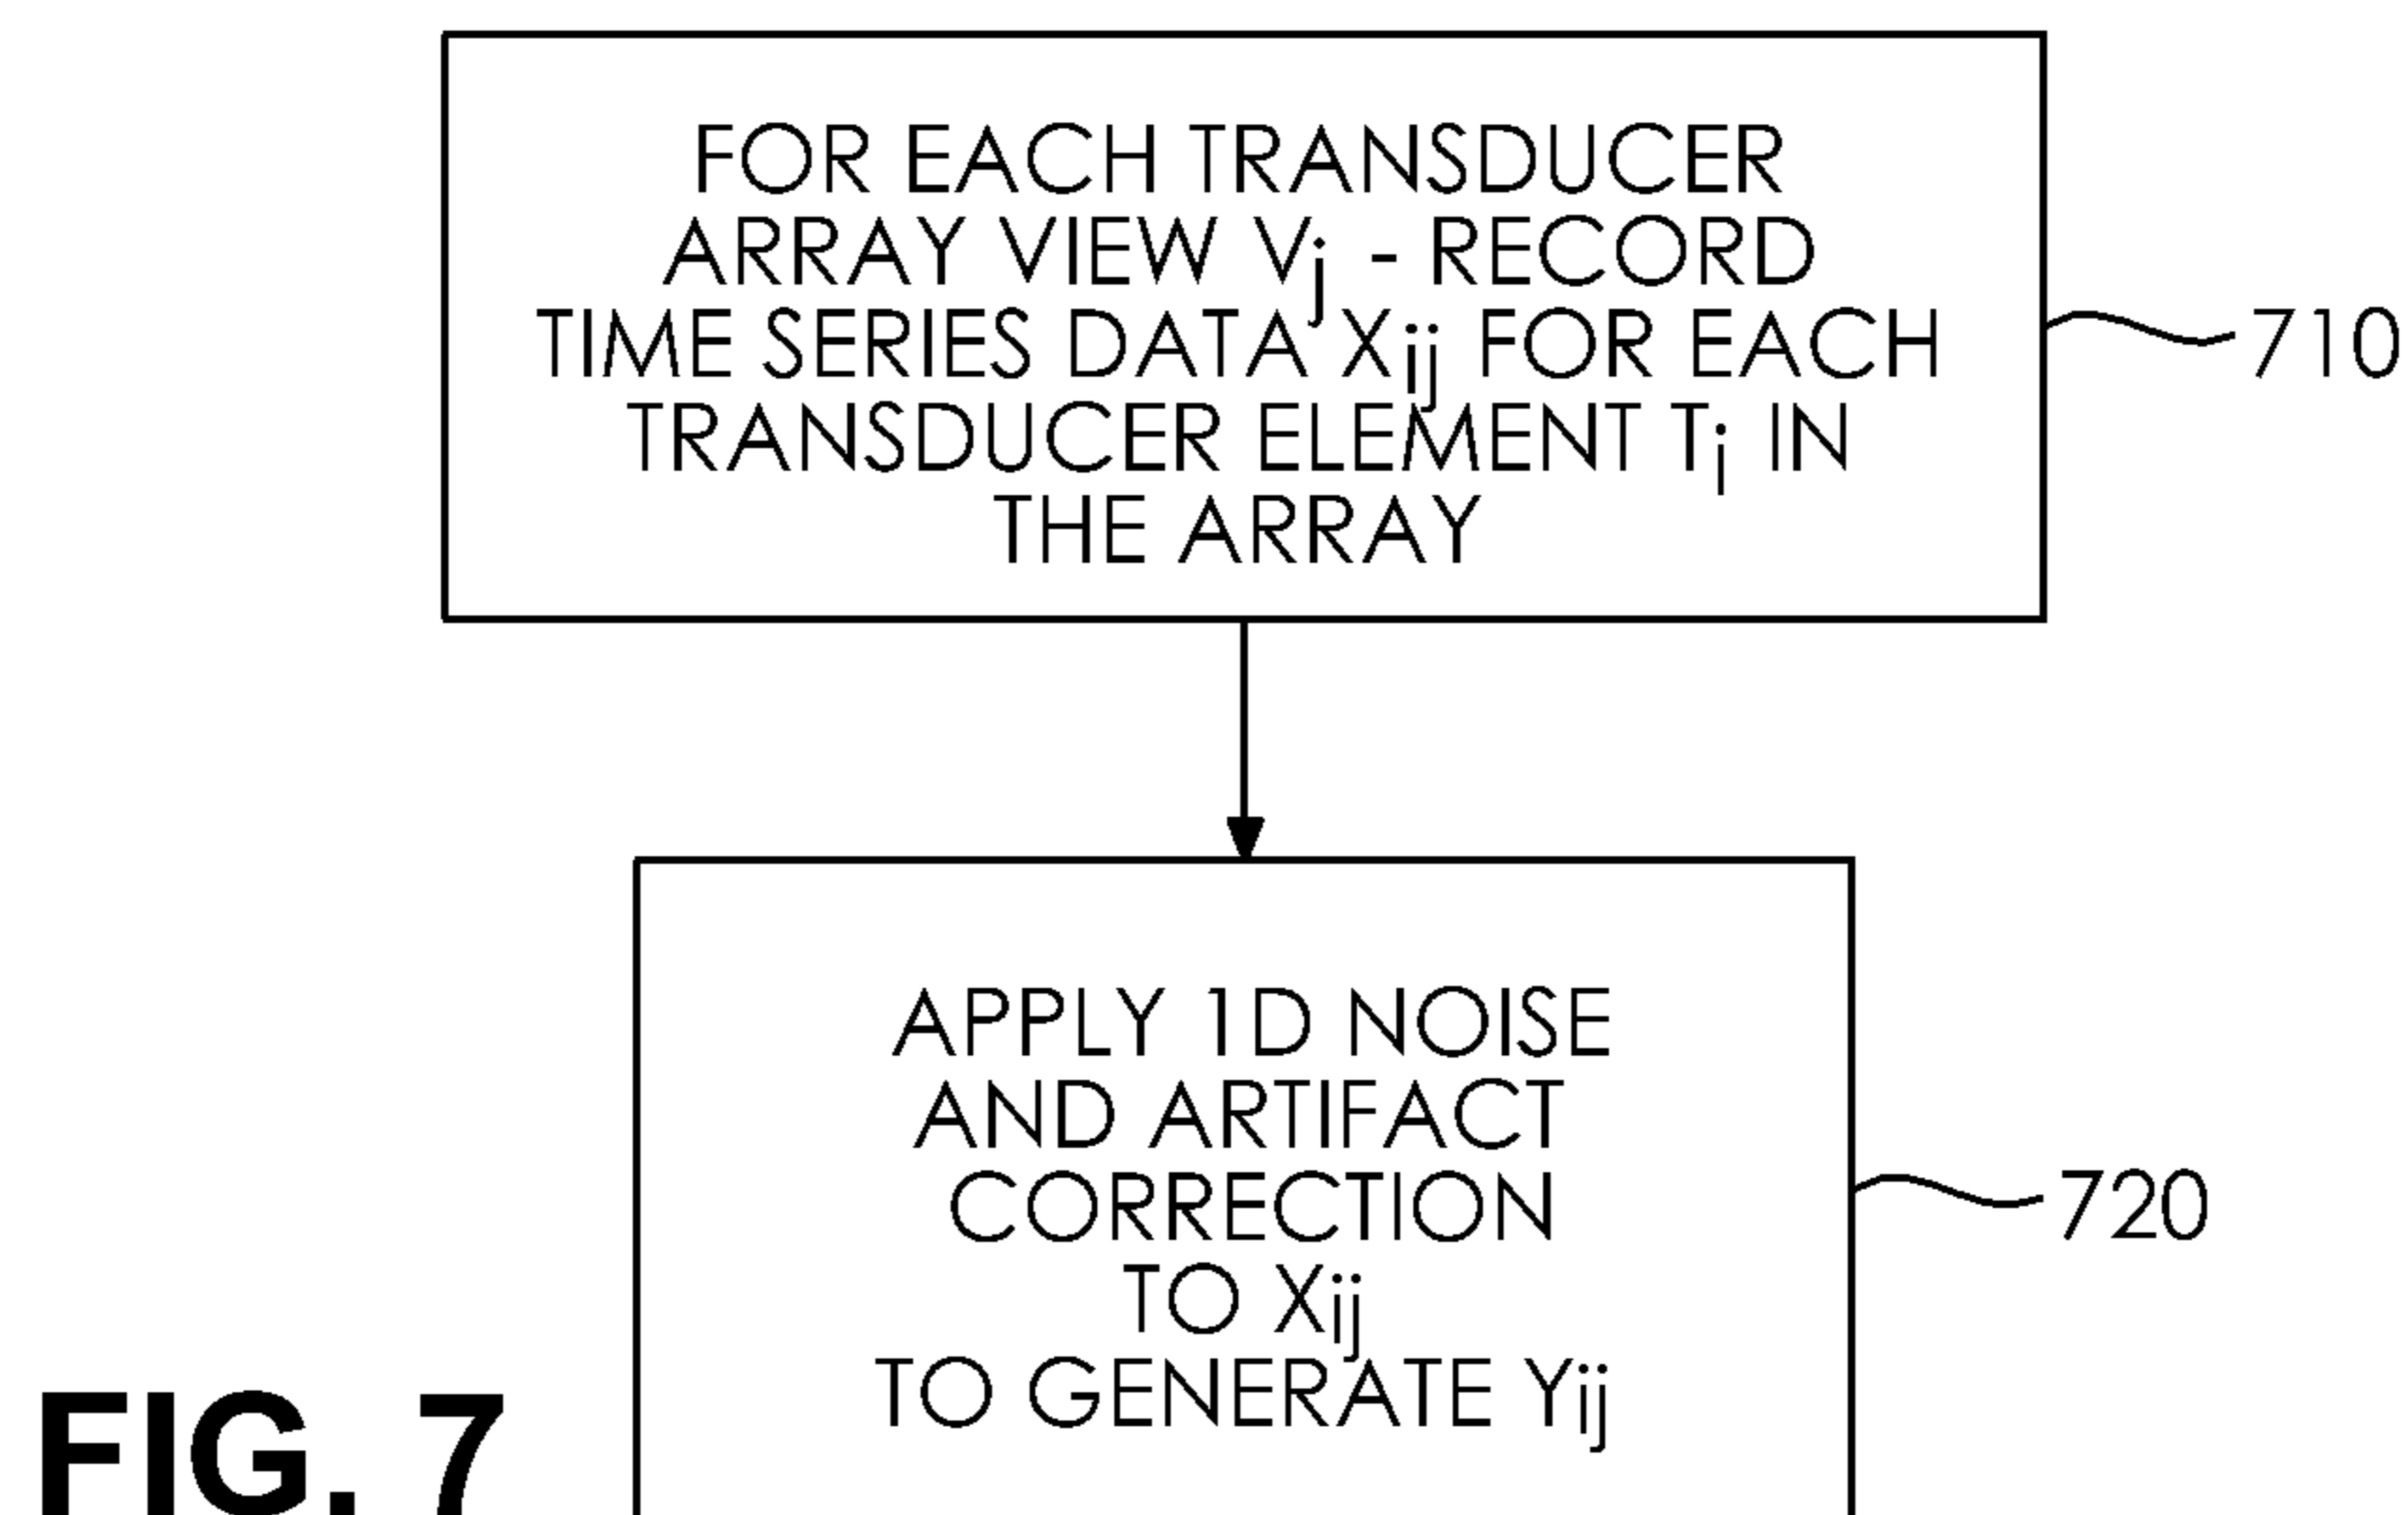 FOR EACH TRANSDUCER
ARRAY VIEW Vj - RECORD
TIME SERIES DATA Xij FOR EACH
TRANSDUCER ELEMENT Ti IN
THE ARRAY
710
APPLY 1D NOISE
AND ARTIFACT
CORRECTION
TO Xij
TO GENERATE Yij
720
FIG. 7